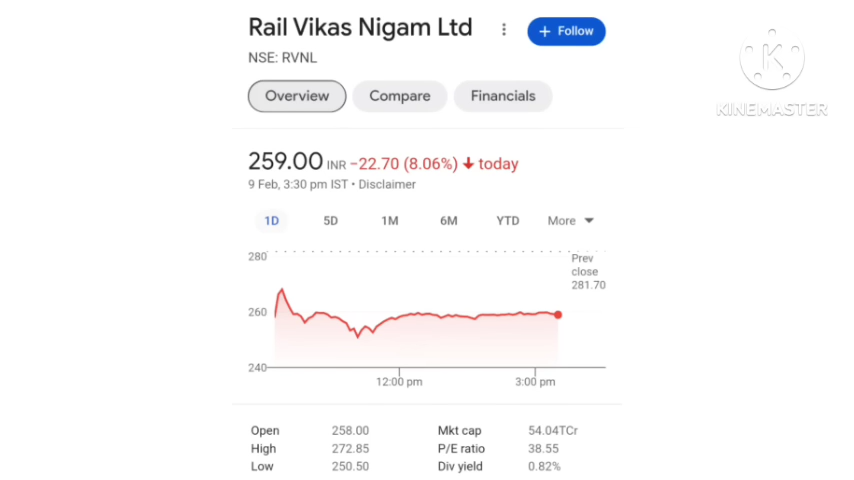 Rail Vikas Nigam Ltd
+ Follow
NSE: RVNL
K
KINEMASTER
Overview
Compare
Financials
259.00 INR −22.70 (8.06%) ↓ today
9 Feb, 3:30 pm IST • Disclaimer
1D 5D 1M 6M YTD More
280
Prev
close
281.70
260
240
12:00 pm 3:00 pm
Open 258.00 Mkt cap 54.04TCr
High 272.85 P/E ratio 38.55
Low 250.50 Div yield 0.82%